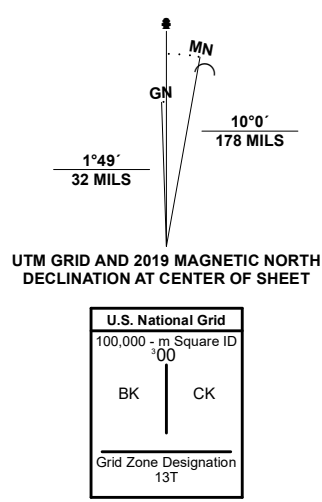 MN
GN
10°0´
178 MILS
1°49´
32 MILS
UTM GRID AND 2019 MAGNETIC NORTH
DECLINATION AT CENTER OF SHEET
U.S. National Grid
100,000 - m Square ID
³00
BK CK
Grid Zone Designation
13T